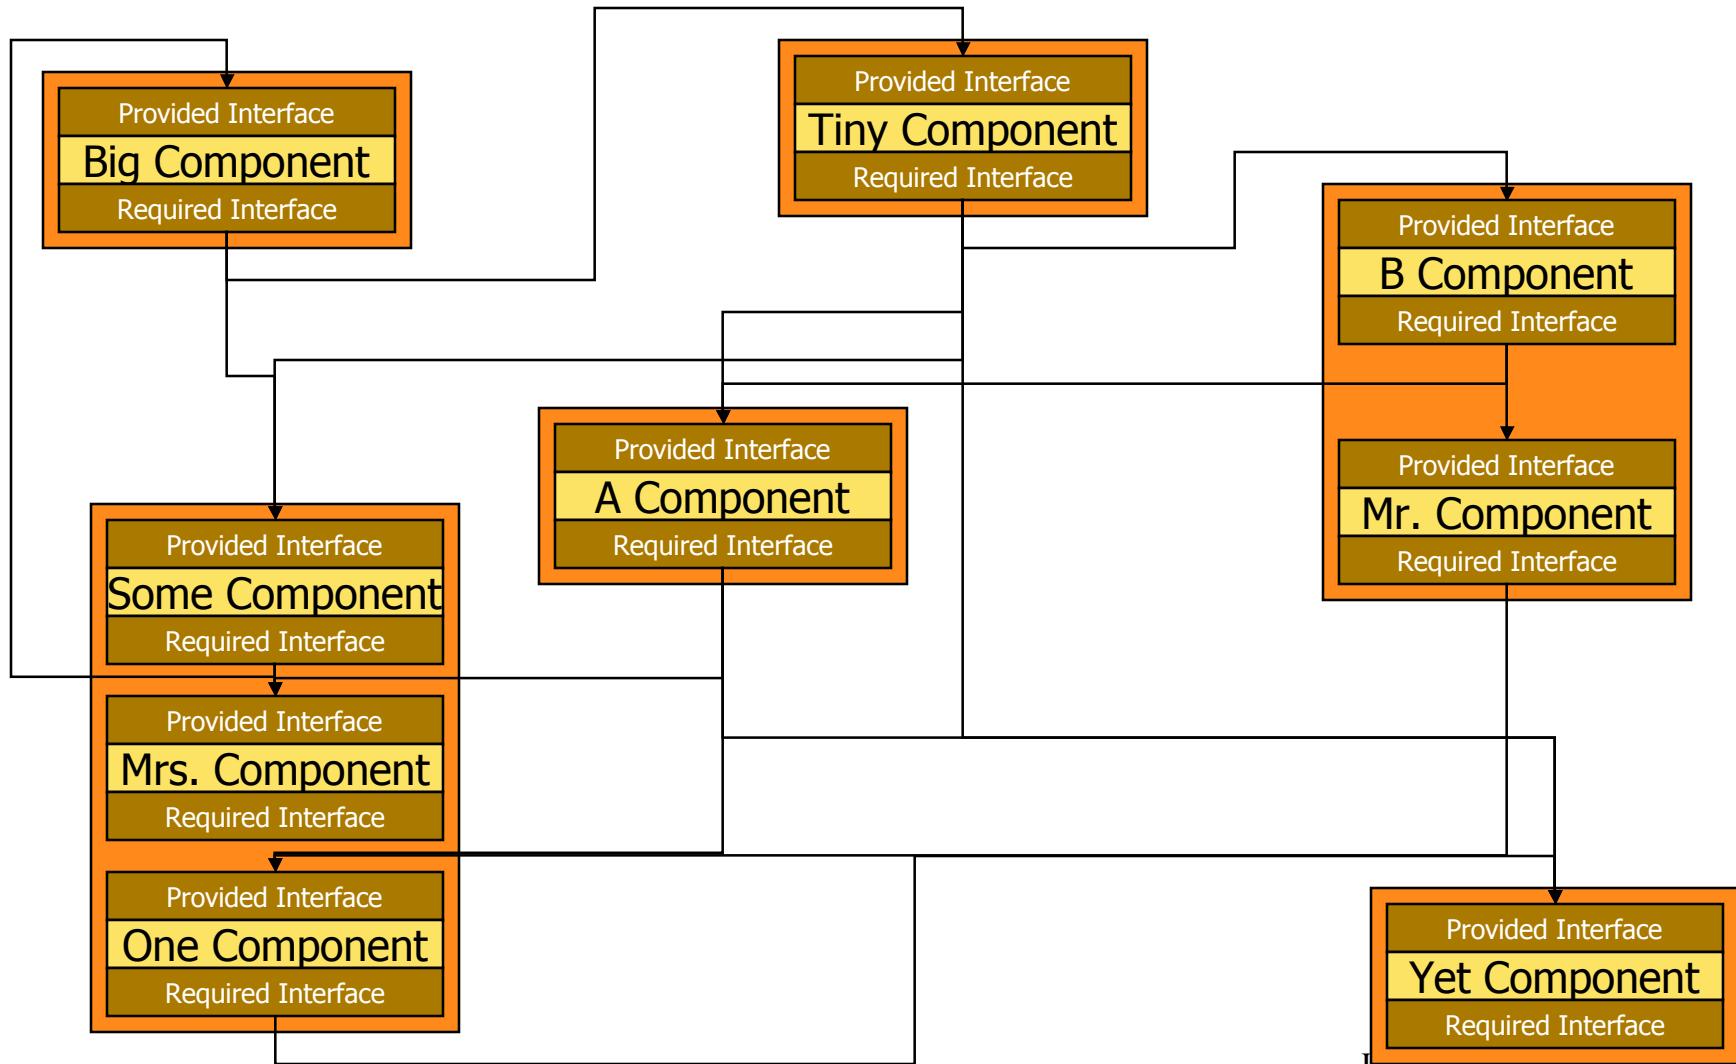 Provided Interface
Big Component
Required Interface
Provided Interface
Tiny Component
Required Interface
Provided Interface
B Component
Required Interface
Provided Interface
A Component
Required Interface
Provided Interface
Mr. Component
Required Interface
Provided Interface
Some Component
Required Interface
Provided Interface
Mrs. Component
Required Interface
Provided Interface
One Component
Required Interface
Provided Interface
Yet Component
Required Interface